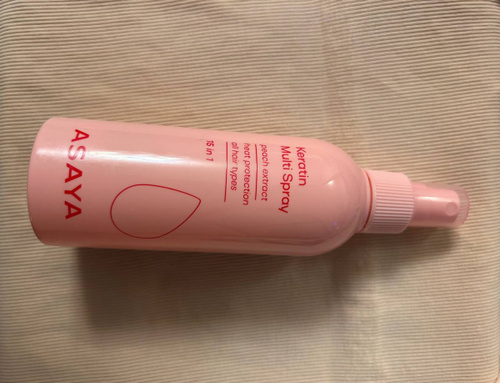 Keratin
Multi Spray
peach extract
heat protection
all hair types
15 in 1
ASAYA